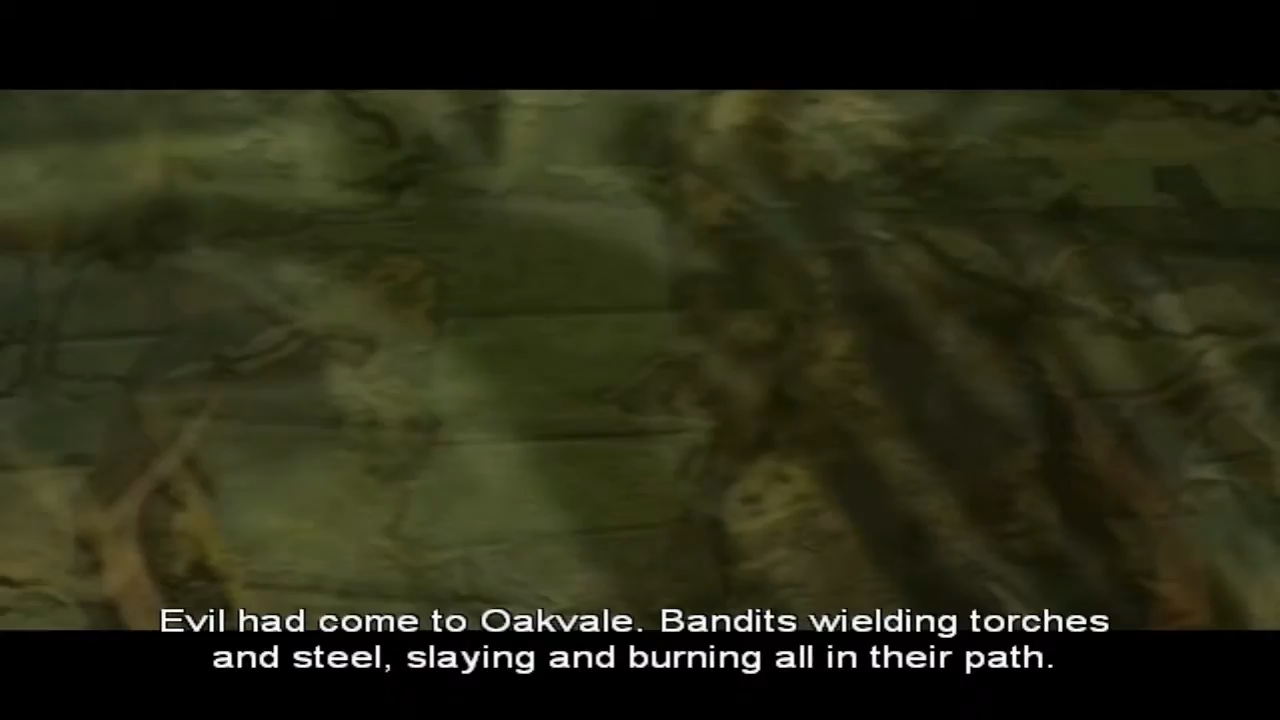 Evil had come to Oakvale. Bandits wielding torches
and steel, slaying and burning all in their path.